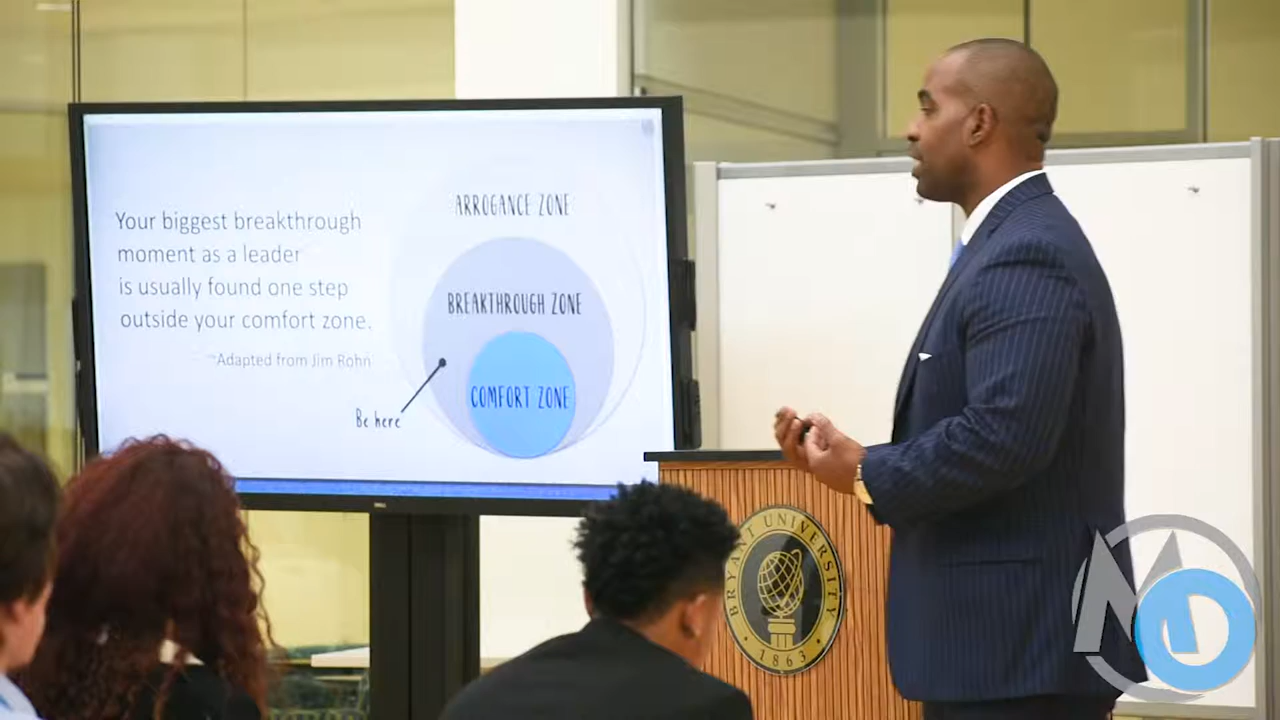 Your biggest breakthrough
moment as a leader
is usually found one step
outside your comfort zone.
~Adapted from Jim Rohn
ARROGANCE ZONE
BREAKTHROUGH ZONE
COMFORT ZONE
Be here
DELL
BRYANT UNIVERSITY
1863